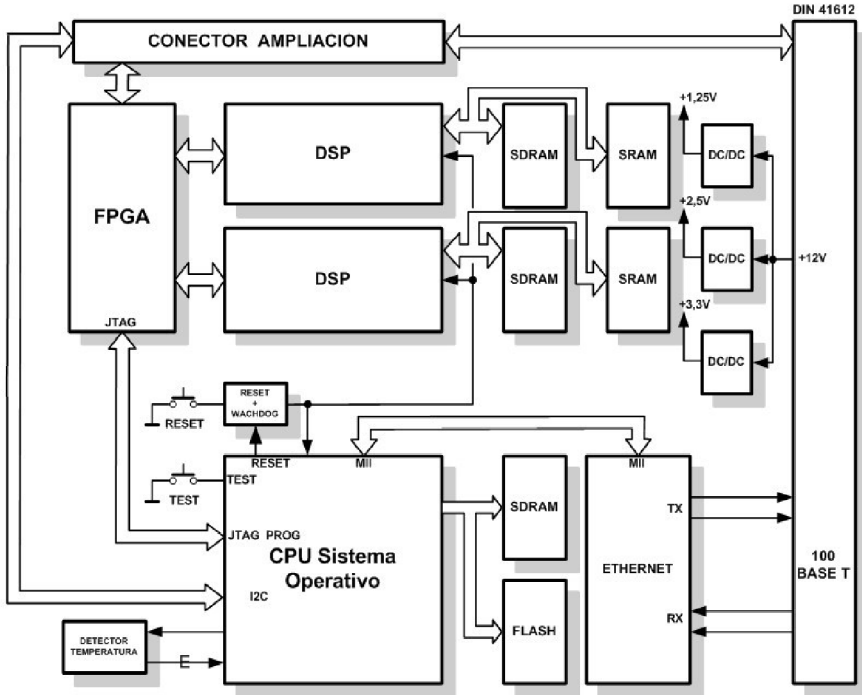 DIN 41612
CONECTOR AMPLIACION
FPGA
JTAG
DSP
SDRAM
SRAM
+1,25V
DC/DC
DSP
SDRAM
SRAM
+2,5V
DC/DC
+12V
+3,3V
DC/DC
RESET
RESET
+
WACHDOG
TEST
RESET
TEST
MII
JTAG PROG
CPU Sistema
Operativo
I2C
SDRAM
FLASH
MII
TX
ETHERNET
RX
100
BASE T
DETECTOR
TEMPERATURA
E